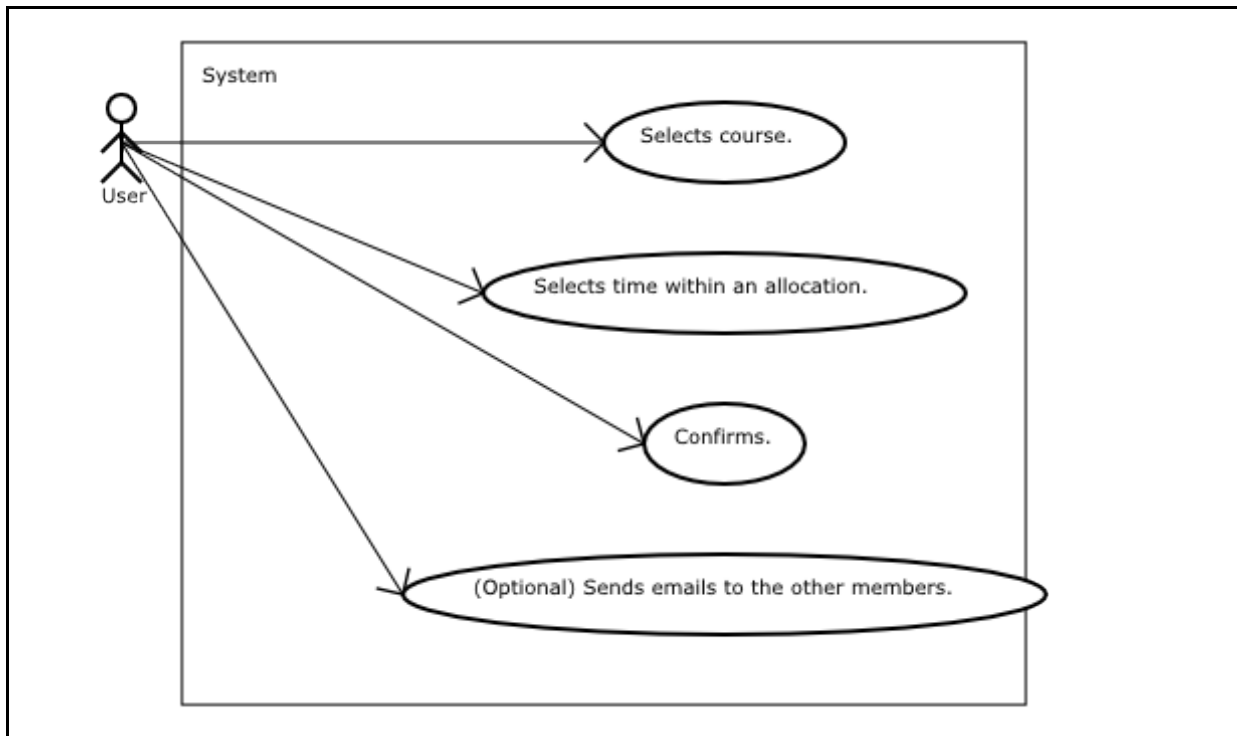 System
Selects course.
User
Selects time within an allocation.
Confirms.
(Optional) Sends emails to the other members.